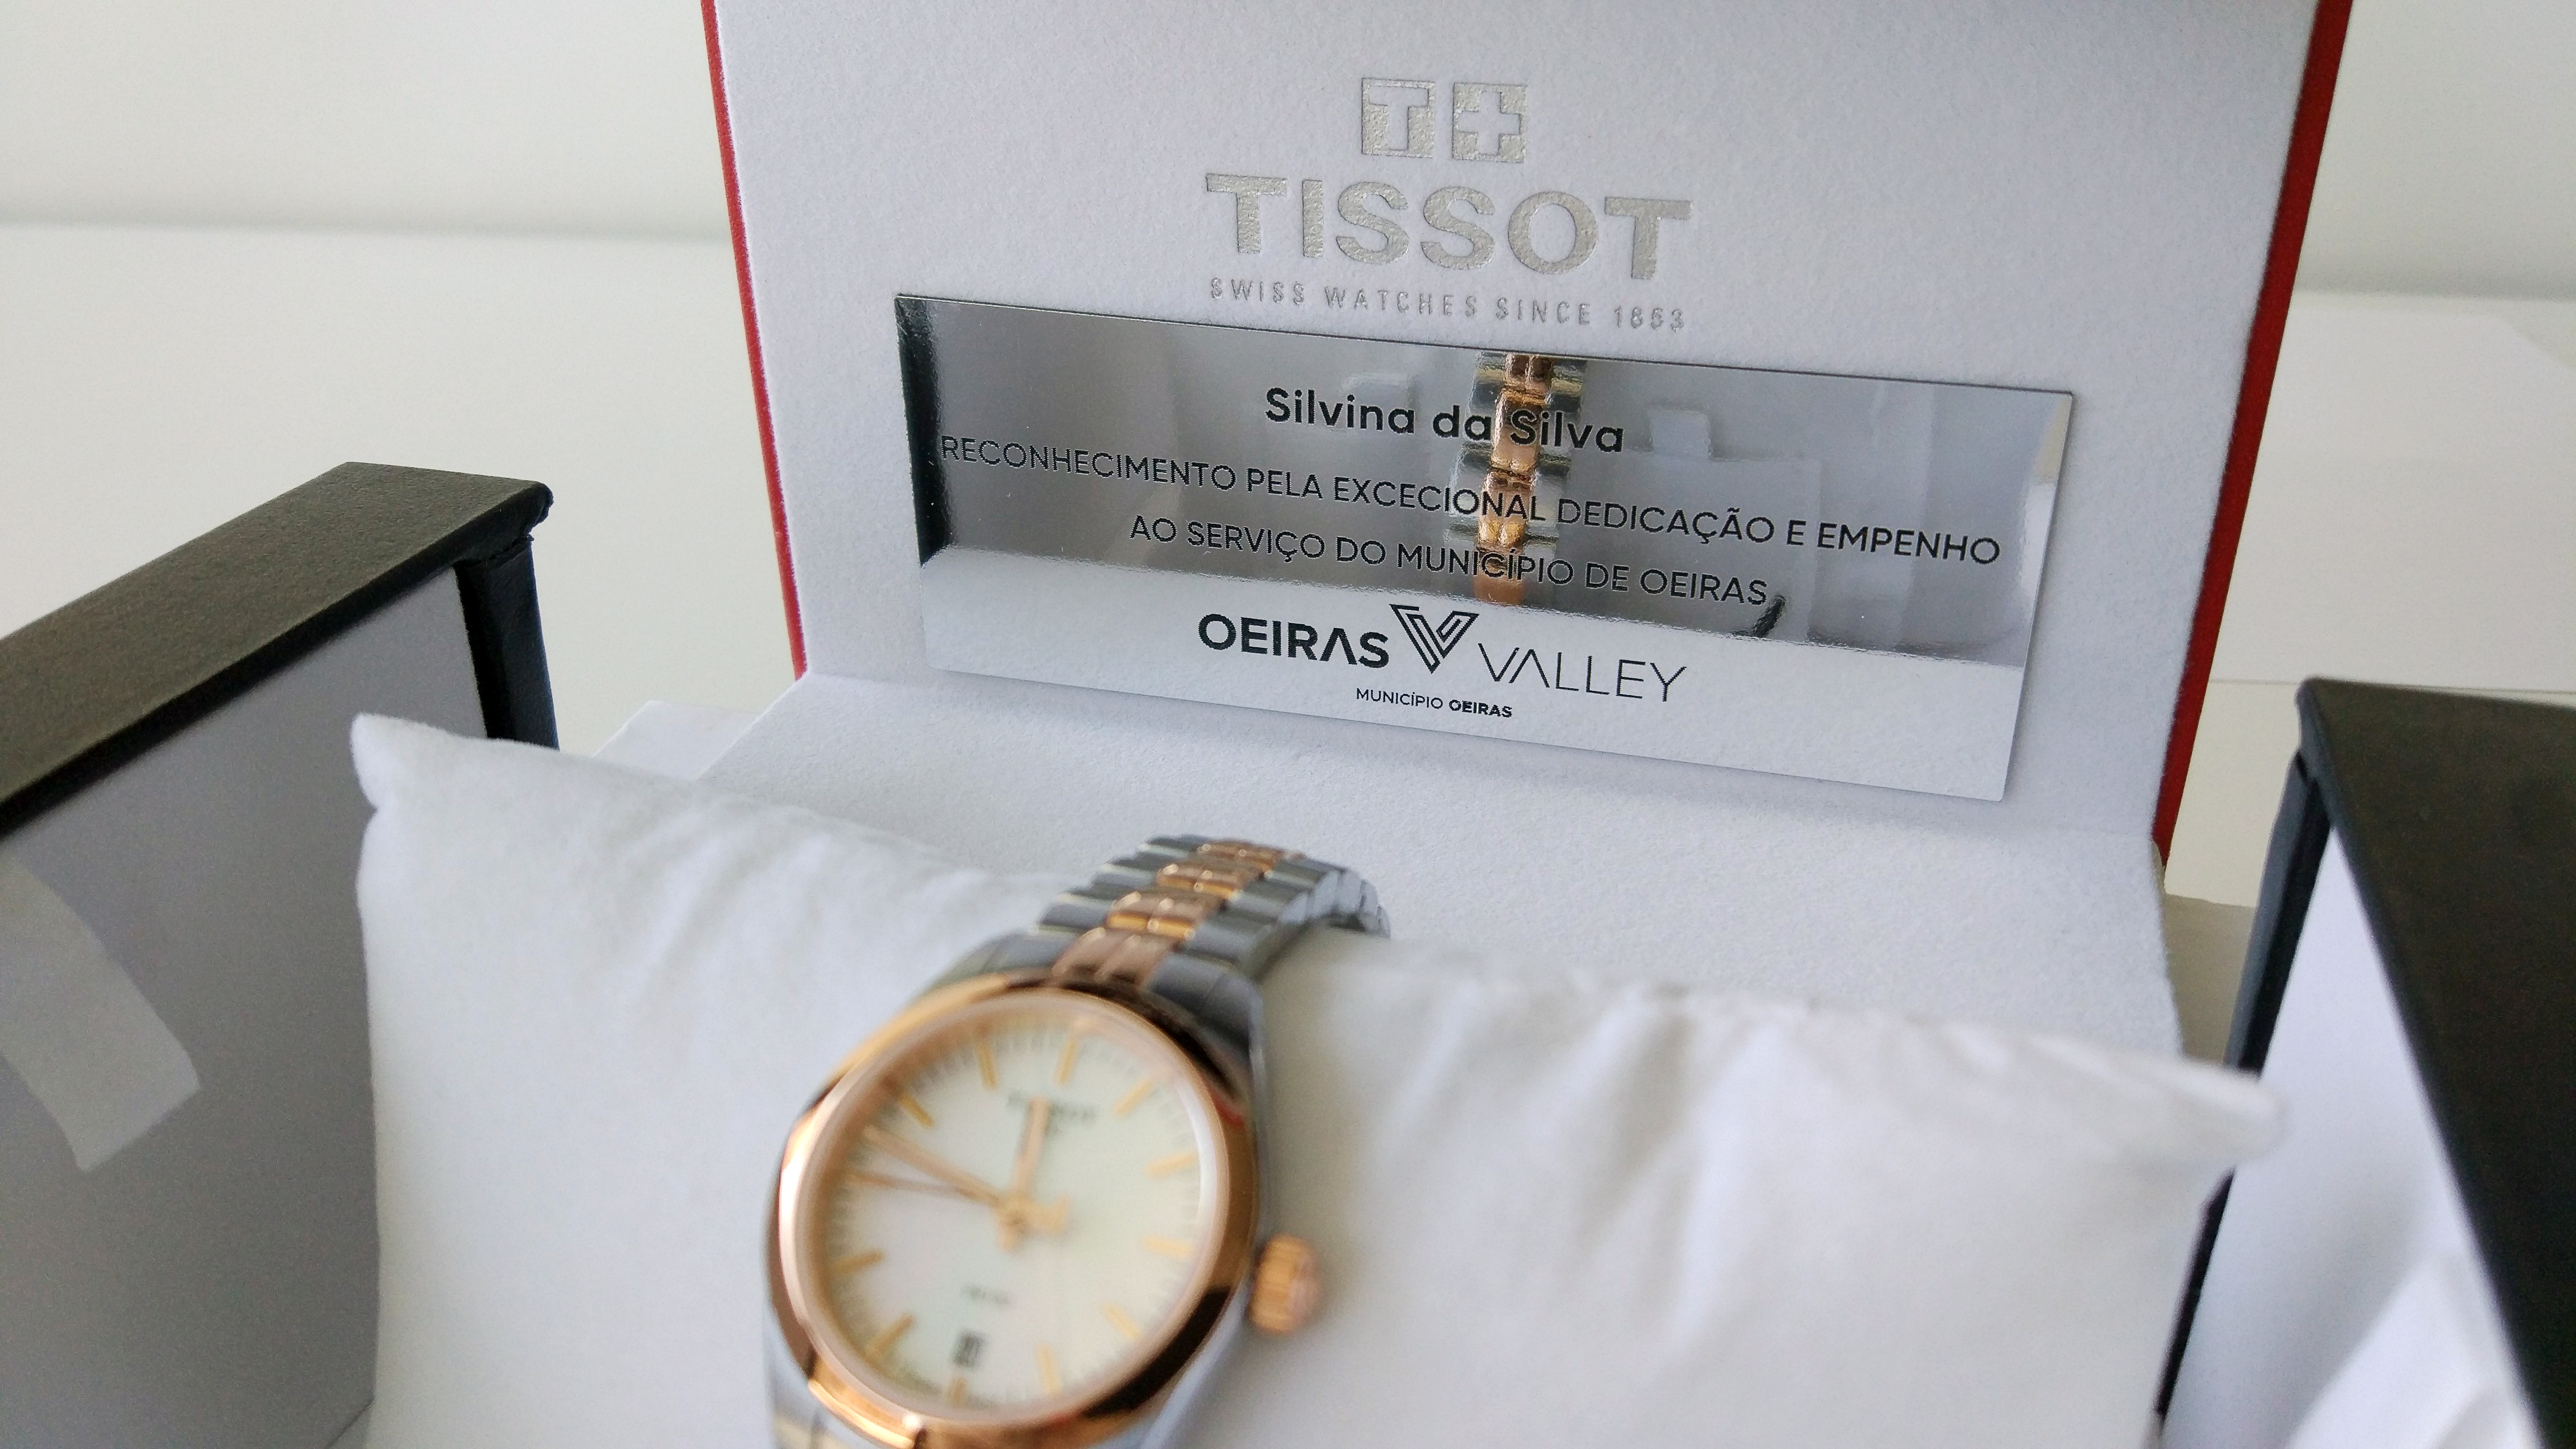 T+
TISSOT
SWISS WATCHES SINCE 1853
Silvina da Silva
RECONHECIMENTO PELA EXCECIONAL DEDICAÇÃO E EMPENHO
AO SERVIÇO DO MUNICÍPIO DE OEIRAS
OEIRAS VALLEY
MUNICÍPIO OEIRAS
TISSOT